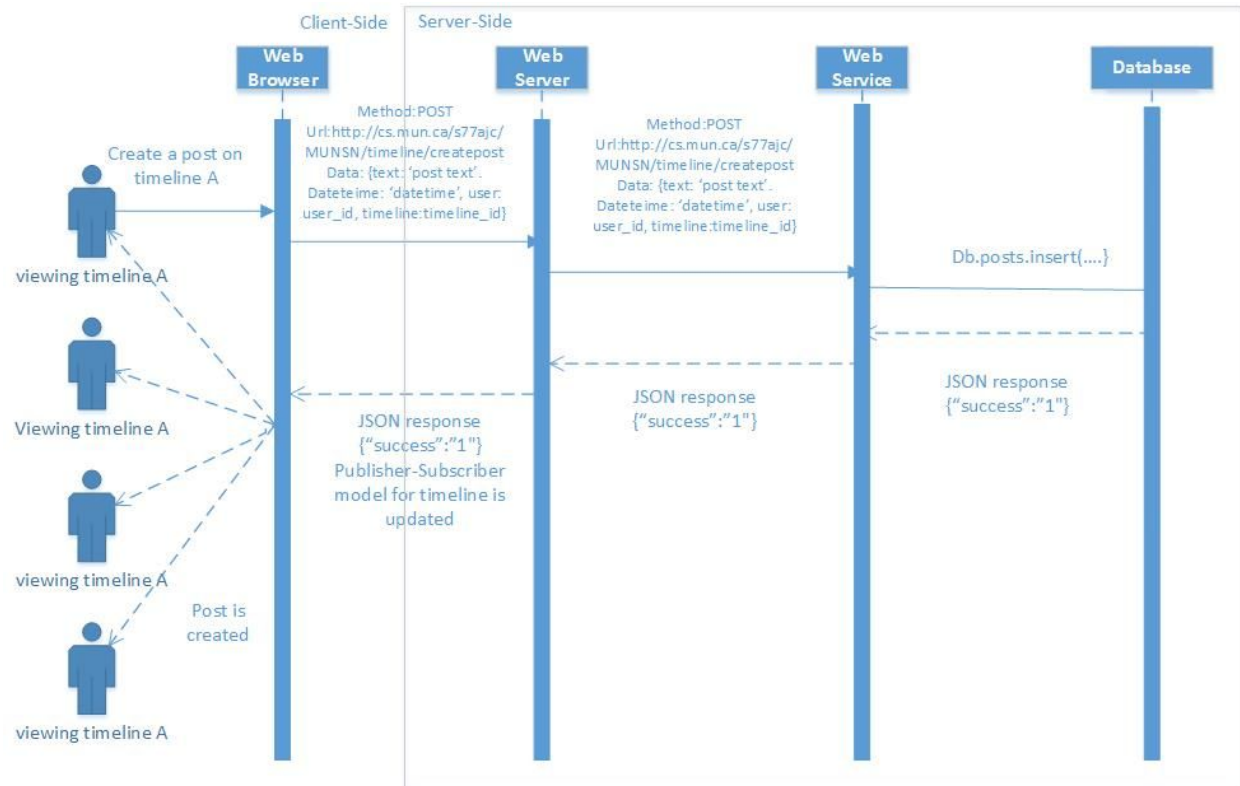 Client-Side
Server-Side
Web
Browser
Web
Server
Web
Service
Database
Method:POST
Url:http://cs.mun.ca/s77ajc/
MUNSN/timeline/createpost
Data: {text: ‘post text’.
Dateteime: ‘datetime’, user:
user_id, timeline:timeline_id}
Method:POST
Url:http://cs.mun.ca/s77ajc/
MUNSN/timeline/createpost
Data: {text: ‘post text’.
Dateteime: ‘datetime’, user:
user_id, timeline:timeline_id}
Create a post on
timeline A
viewing timeline A
Db.posts.insert(....}
Viewing timeline A
JSON response
{“success”:”1"}
JSON response
{“success”:”1"}
JSON response
{“success”:”1"}
Publisher-Subscriber
model for timeline is
updated
viewing timeline A
Post is
created
viewing timeline A